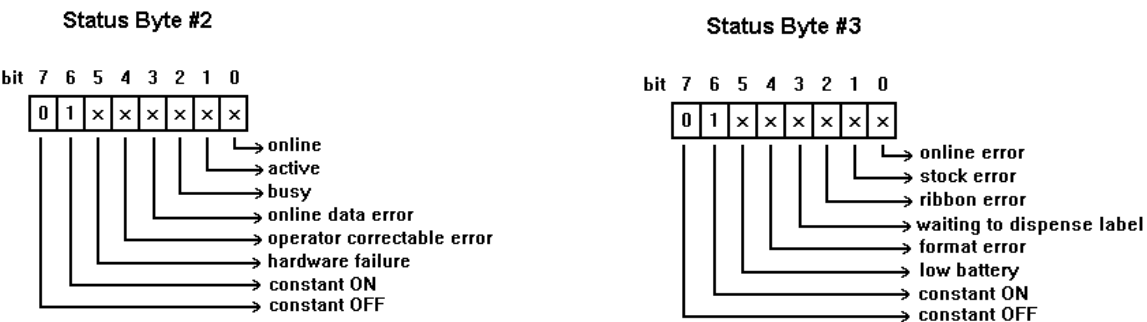 Status Byte #2
bit 7 6 5 4 3 2 1 0
0 1 × × × × × ×
online
active
busy
online data error
operator correctable error
hardware failure
constant ON
constant OFF
Status Byte #3
bit 7 6 5 4 3 2 1 0
0 1 × × × × × ×
online error
stock error
ribbon error
waiting to dispense label
format error
low battery
constant ON
constant OFF